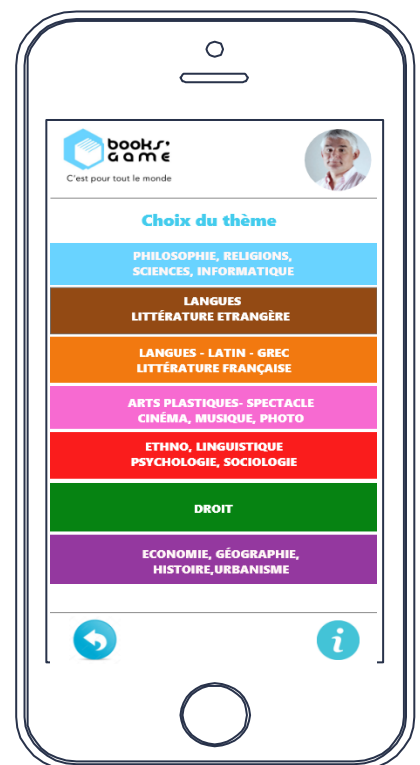 books'
GAME
C'est pour tout le monde
Choix du thème
PHILOSOPHIE, RELIGIONS,
SCIENCES, INFORMATIQUE
LANGUES
LITTÉRATURE ETRANGÈRE
LANGUES - LATIN - GREC
LITTÉRATURE FRANÇAISE
ARTS PLASTIQUES- SPECTACLE
CINÉMA, MUSIQUE, PHOTO
ETHNO, LINGUISTIQUE
PSYCHOLOGIE, SOCIOLOGIE
DROIT
ECONOMIE, GÉOGRAPHIE,
HISTOIRE,URBANISME
i